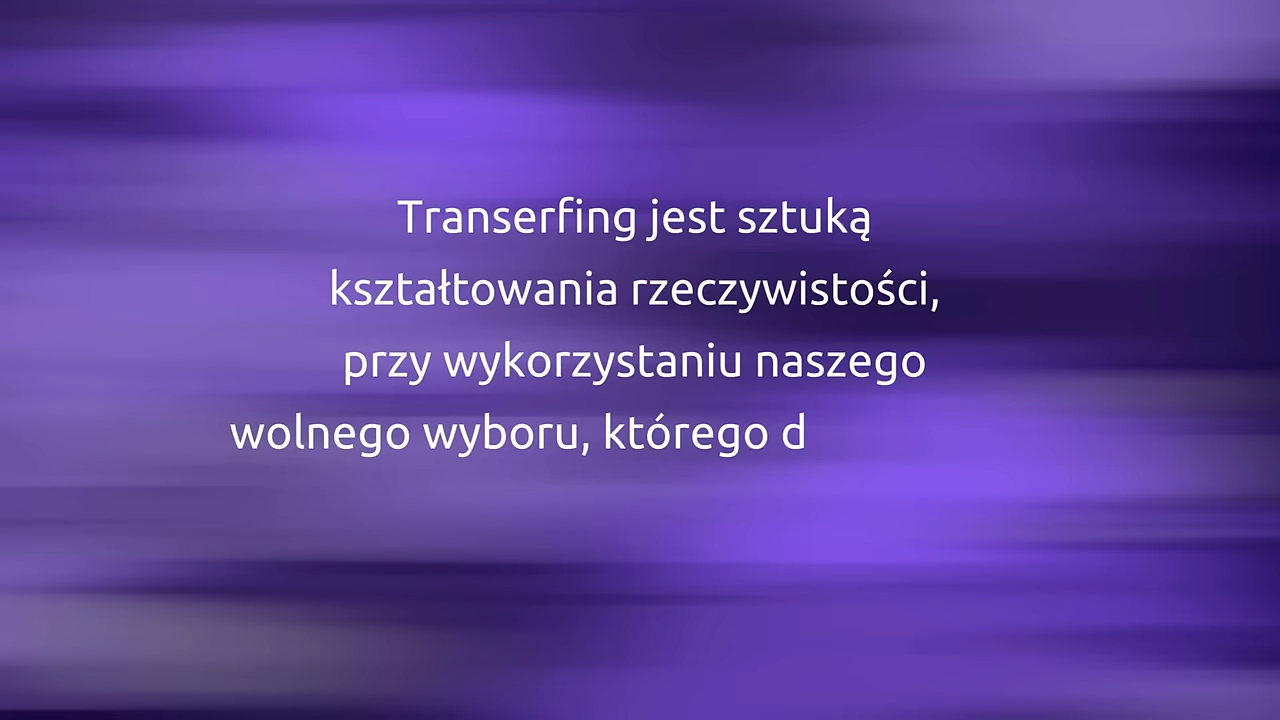 Transerfing jest sztuką
kształtowania rzeczywistości,
przy wykorzystaniu naszego
wolnego wyboru, którego d